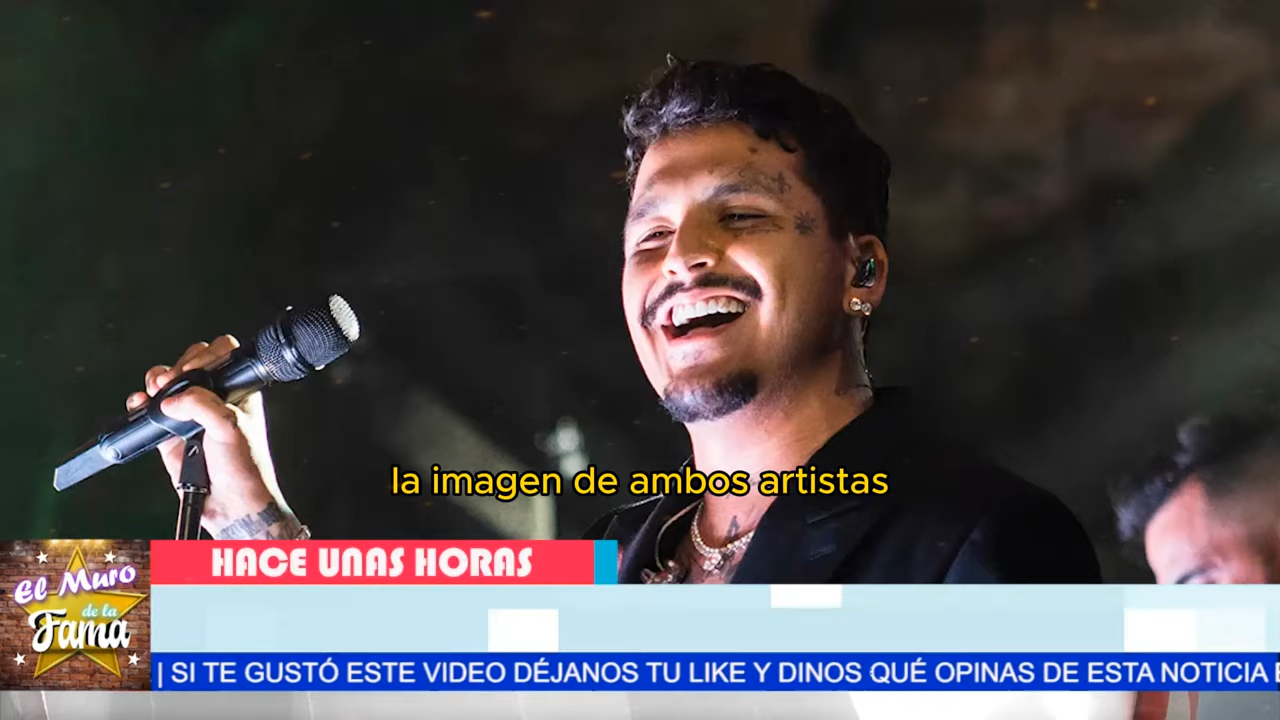 la imagen de ambos artistas
HACE UNAS HORAS
El Muro
de la
Fama
| SI TE GUSTÓ ESTE VIDEO DÉJANOS TU LIKE Y DINOS QUÉ OPINAS DE ESTA NOTICIA